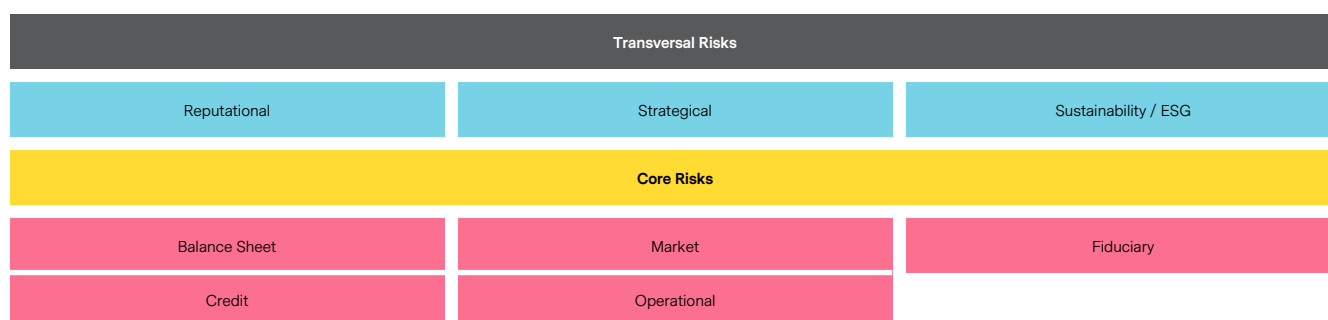 Transversal Risks
Reputational
Strategical
Sustainability / ESG
Core Risks
Balance Sheet
Market
Fiduciary
Credit
Operational